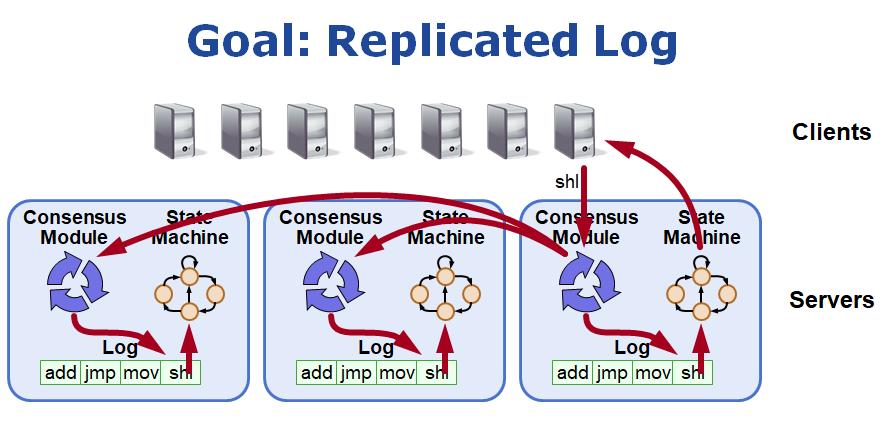 Goal: Replicated Log
Clients
shl
Consensus Module
State Machine
Consensus Module
State Machine
Consensus Module
State Machine
Servers
Log
Log
Log
add jmp mov shl
add jmp mov shl
add jmp mov shl